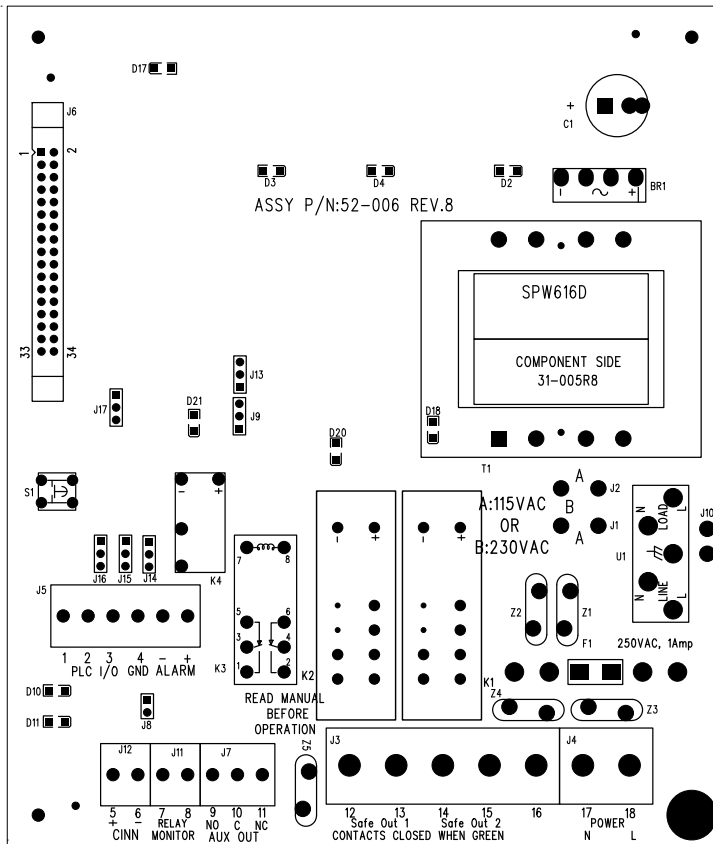 D17
J6
+
C1
1 2
D3 D4 D2
BR1
- +
ASSY P/N:52-006 REV.8
SPW616D
COMPONENT SIDE
31-005R8
33 34
J13
J17
D21
J9
D18
D20
T1
S1
- +
K4
- + - +
A:115VAC
OR
B:230VAC
A
B
A
J2
J1
N LOAD L
U1
N LINE L
J10
J16 J15 J14
7 8
5 6
3 4
1 2
K3
K2
K1
J5
1 2 3 4 - +
PLC I/O GND ALARM
Z2 Z1
F1
250VAC, 1Amp
Z4 Z3
D10
D11
J8
READ MANUAL
BEFORE
OPERATION
Z5
J12 J11 J7 J3 J4
5 6 7 8 9 10 11 12 13 14 15 16 17 18
+ - RELAY NO C NC Safe Out 1 Safe Out 2 POWER
CINN MONITOR AUX OUT CONTACTS CLOSED WHEN GREEN N L